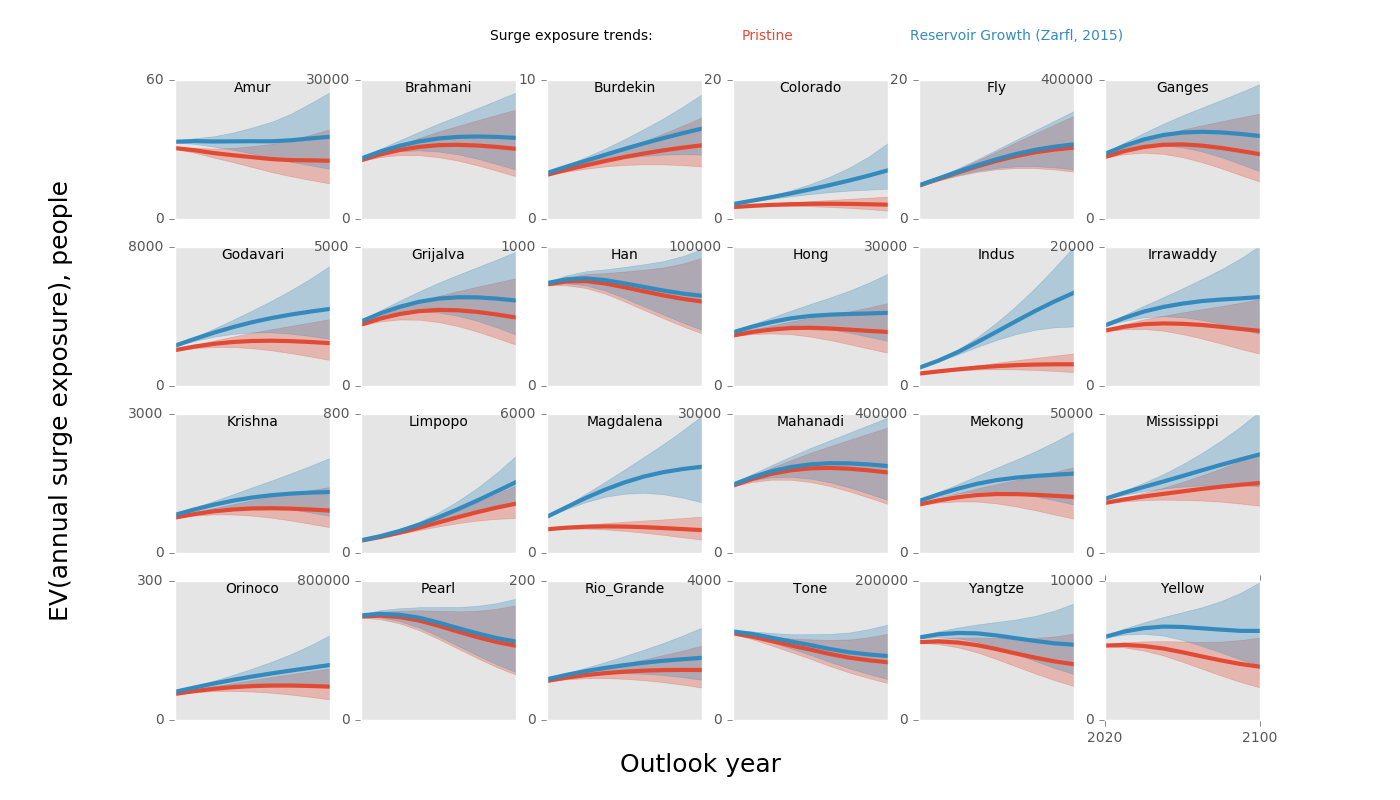 Surge exposure trends: Pristine Reservoir Growth (Zarfl, 2015)
60 30000 10 20 20 400000
Amur Brahmani Burdekin Colorado Fly Ganges
0 0 0 0 0 0
8000 5000 1000 100000 30000 20000
Godavari Grijalva Han Hong Indus Irrawaddy
0 0 0 0 0 0
3000 800 6000 30000 400000 50000
Krishna Limpopo Magdalena Mahanadi Mekong Mississippi
0 0 0 0 0 0
300 800000 200 4000 200000 10000
Orinoco Pearl Rio_Grande Tone Yangtze Yellow
0 0 0 0 0 0
2020 2100
EV(annual surge exposure), people
Outlook year